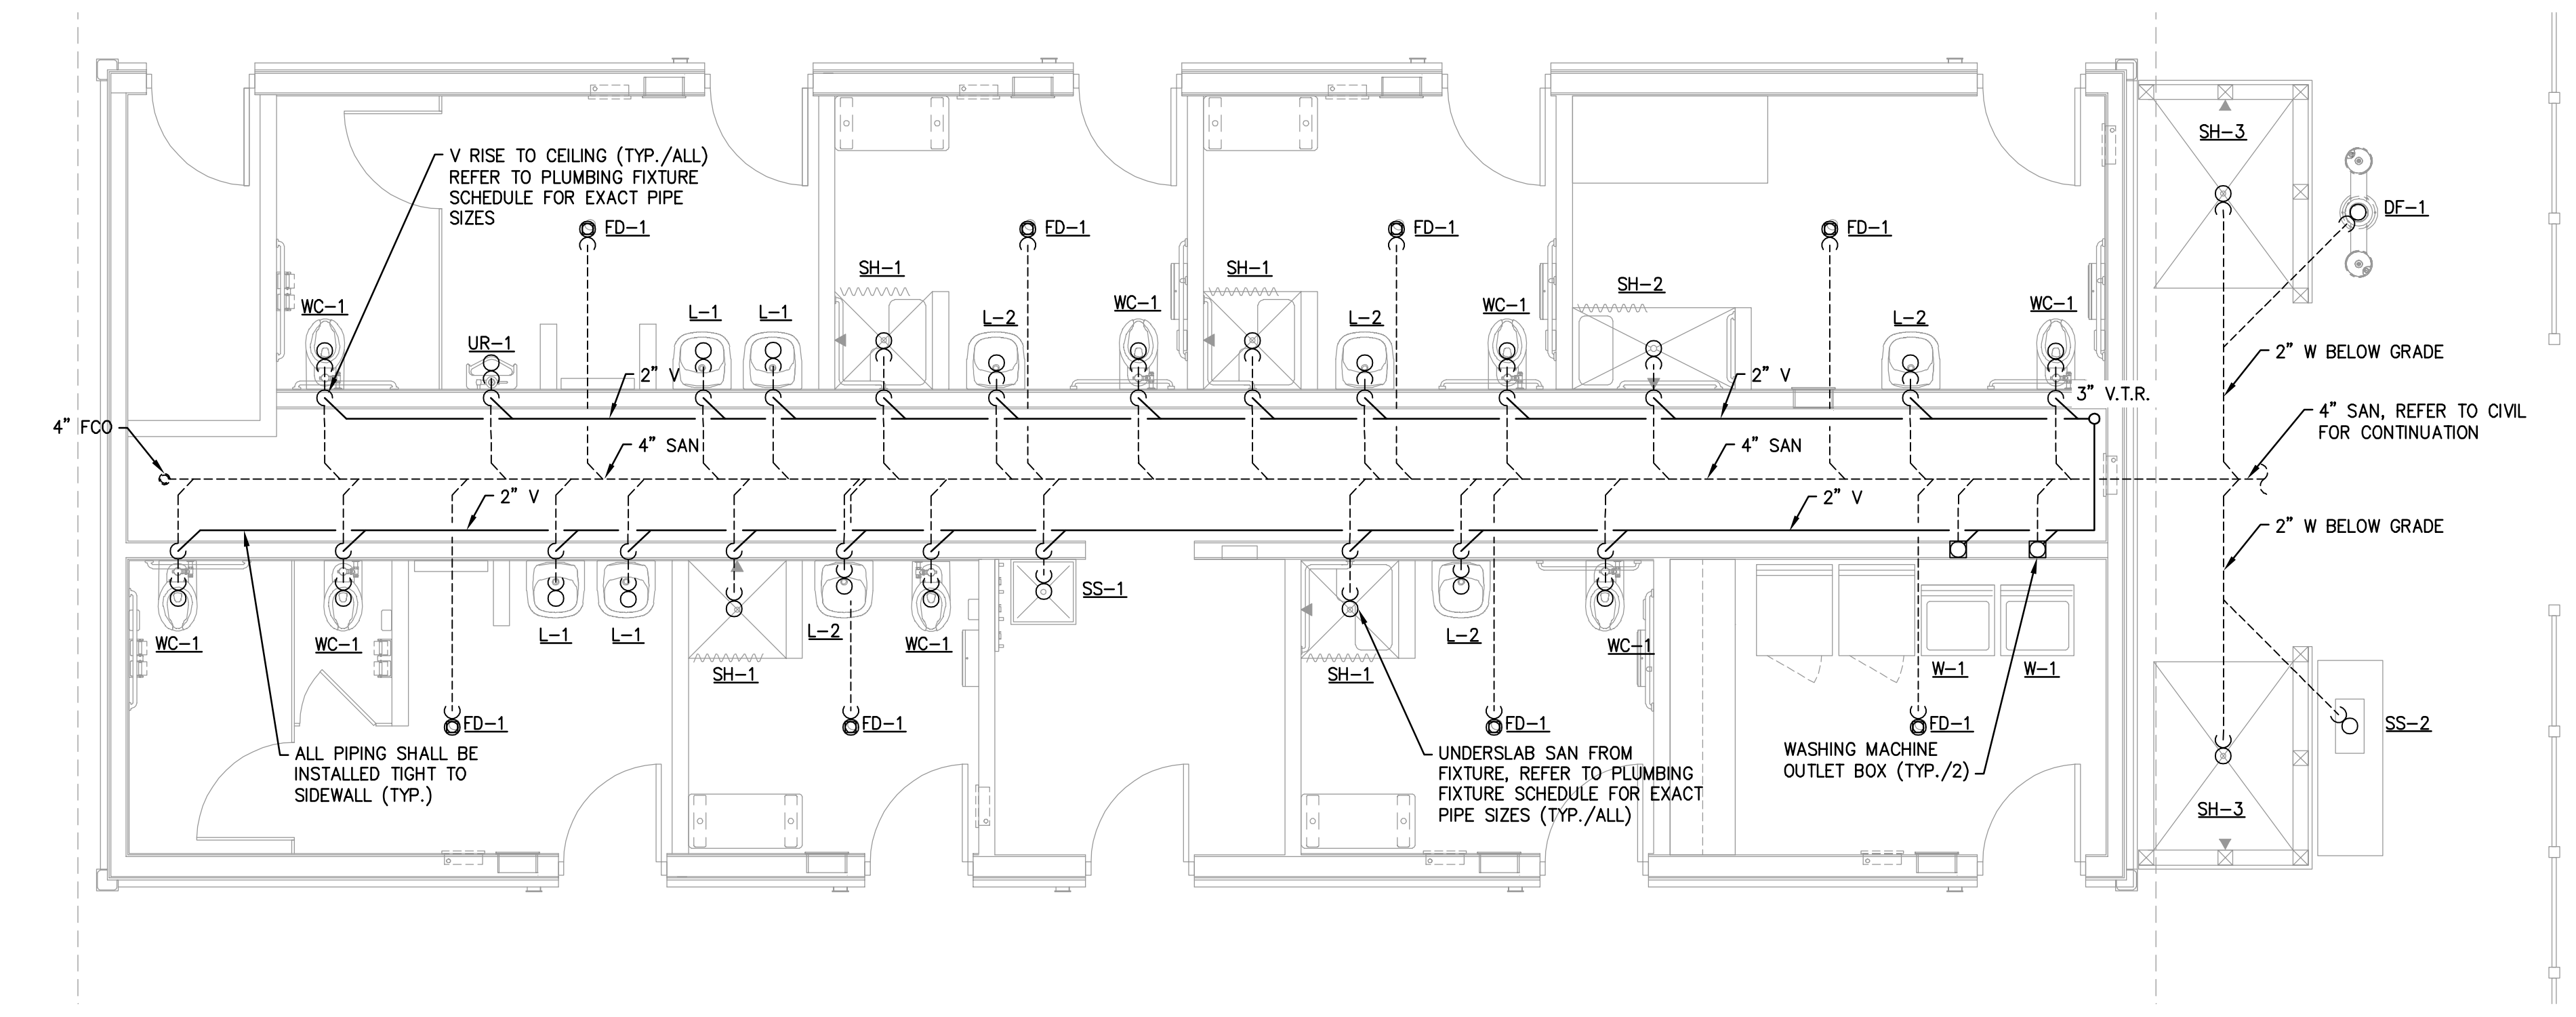 SH-3
V RISE TO CEILING (TYP./ALL)
REFER TO PLUMBING FIXTURE
SCHEDULE FOR EXACT PIPE
SIZES
DF-1
FD-1
FD-1
FD-1
FD-1
SH-1
SH-1
SH-2
WC-1
WC-1
WC-1
WC-1
L-1
L-1
L-2
L-2
L-2
UR-1
2" W BELOW GRADE
2" V
2" V
3" V.T.R.
4" SAN, REFER TO CIVIL
FOR CONTINUATION
4" FCO
4" SAN
4" SAN
2" V
2" V
2" W BELOW GRADE
SS-1
WC-1
WC-1
L-1
L-1
L-2
WC-1
L-2
WC-1
SH-1
SH-1
W-1
W-1
FD-1
FD-1
FD-1
FD-1
SS-2
ALL PIPING SHALL BE
INSTALLED TIGHT TO
SIDEWALL (TYP.)
UNDERSLAB SAN FROM
FIXTURE, REFER TO PLUMBING
FIXTURE SCHEDULE FOR EXACT
PIPE SIZES (TYP./ALL)
WASHING MACHINE
OUTLET BOX (TYP./2)
SH-3